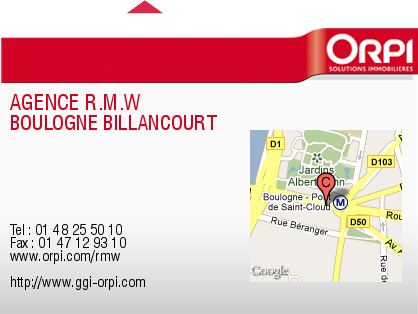 ORPI
SOLUTIONS IMMOBILIÈRES
AGENCE R.M.W
BOULOGNE BILLANCOURT
Tel : 01 48 25 50 10
Fax : 01 47 12 93 10
www.orpi.com/rmw
http://www.ggi-orpi.com
D1
Jardins
D103
Albert
Boulogne -
C
M
de Saint-Cloud
D50
Rue Béranger
Rue de
Google